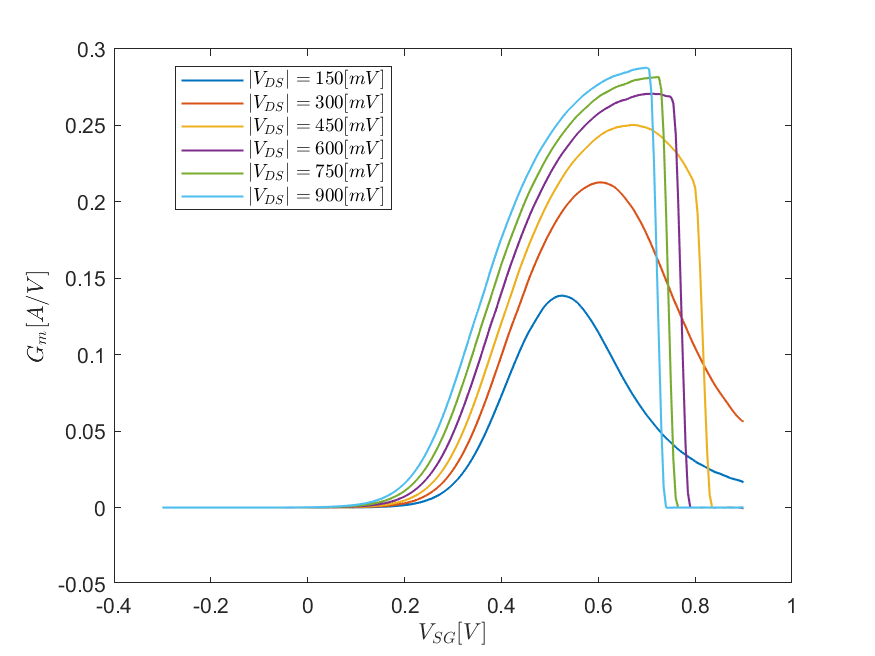 0.3
0.25
0.2
0.15
0.1
0.05
0
-0.05
-0.4
-0.2
0
0.2
0.4
0.6
0.8
1
G_m[A/V]
V_SG[V]
|V_DS| = 150[mV]
|V_DS| = 300[mV]
|V_DS| = 450[mV]
|V_DS| = 600[mV]
|V_DS| = 750[mV]
|V_DS| = 900[mV]